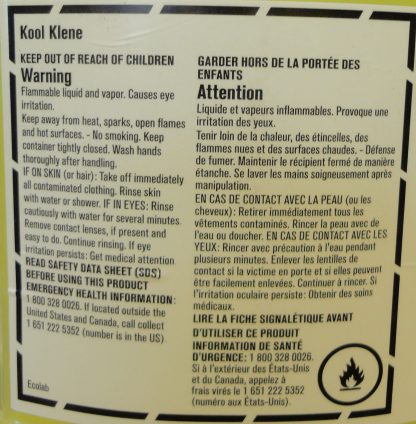 Kool Klene
KEEP OUT OF REACH OF CHILDREN
Warning
Flammable liquid and vapor. Causes eye
irritation.
Keep away from heat, sparks, open flames
and hot surfaces. - No smoking. Keep
container tightly closed. Wash hands
thoroughly after handling.
IF ON SKIN (or hair): Take off immediately
all contaminated clothing. Rinse skin
with water or shower. IF IN EYES: Rinse
cautiously with water for several minutes.
Remove contact lenses, if present and
easy to do. Continue rinsing. If eye
irritation persists: Get medical attention.
READ SAFETY DATA SHEET (SDS)
BEFORE USING THIS PRODUCT
EMERGENCY HEALTH INFORMATION:
1 800 328 0026. If located outside the
United States and Canada, call collect
1 651 222 5352 (number is in the US)
Ecolab
GARDER HORS DE LA PORTÉE DES
ENFANTS
Attention
Liquide et vapeurs inflammables. Provoque une
irritation des yeux.
Tenir loin de la chaleur, des étincelles, des
flammes nues et des surfaces chaudes. - Défense
de fumer. Maintenir le récipient fermé de manière
étanche. Se laver les mains soigneusement après
manipulation.
EN CAS DE CONTACT AVEC LA PEAU (ou les
cheveux): Retirer immédiatement tous les
vêtements contaminés. Rincer la peau avec de
l'eau ou doucher. EN CAS DE CONTACT AVEC LES
YEUX: Rincer avec précaution à l'eau pendant
plusieurs minutes. Enlever les lentilles de
contact si la victime en porte et si elles peuvent
être facilement enlevées. Continuer à rincer. Si
l'irritation oculaire persiste: Obtenir des soins
médicaux.
LIRE LA FICHE SIGNALÉTIQUE AVANT
D'UTILISER CE PRODUIT
INFORMATION DE SANTÉ
D'URGENCE: 1 800 328 0026.
Si à l'extérieur des États-Unis
et du Canada, appelez à
frais virés le 1 651 222 5352
(numéro aux États-Unis).